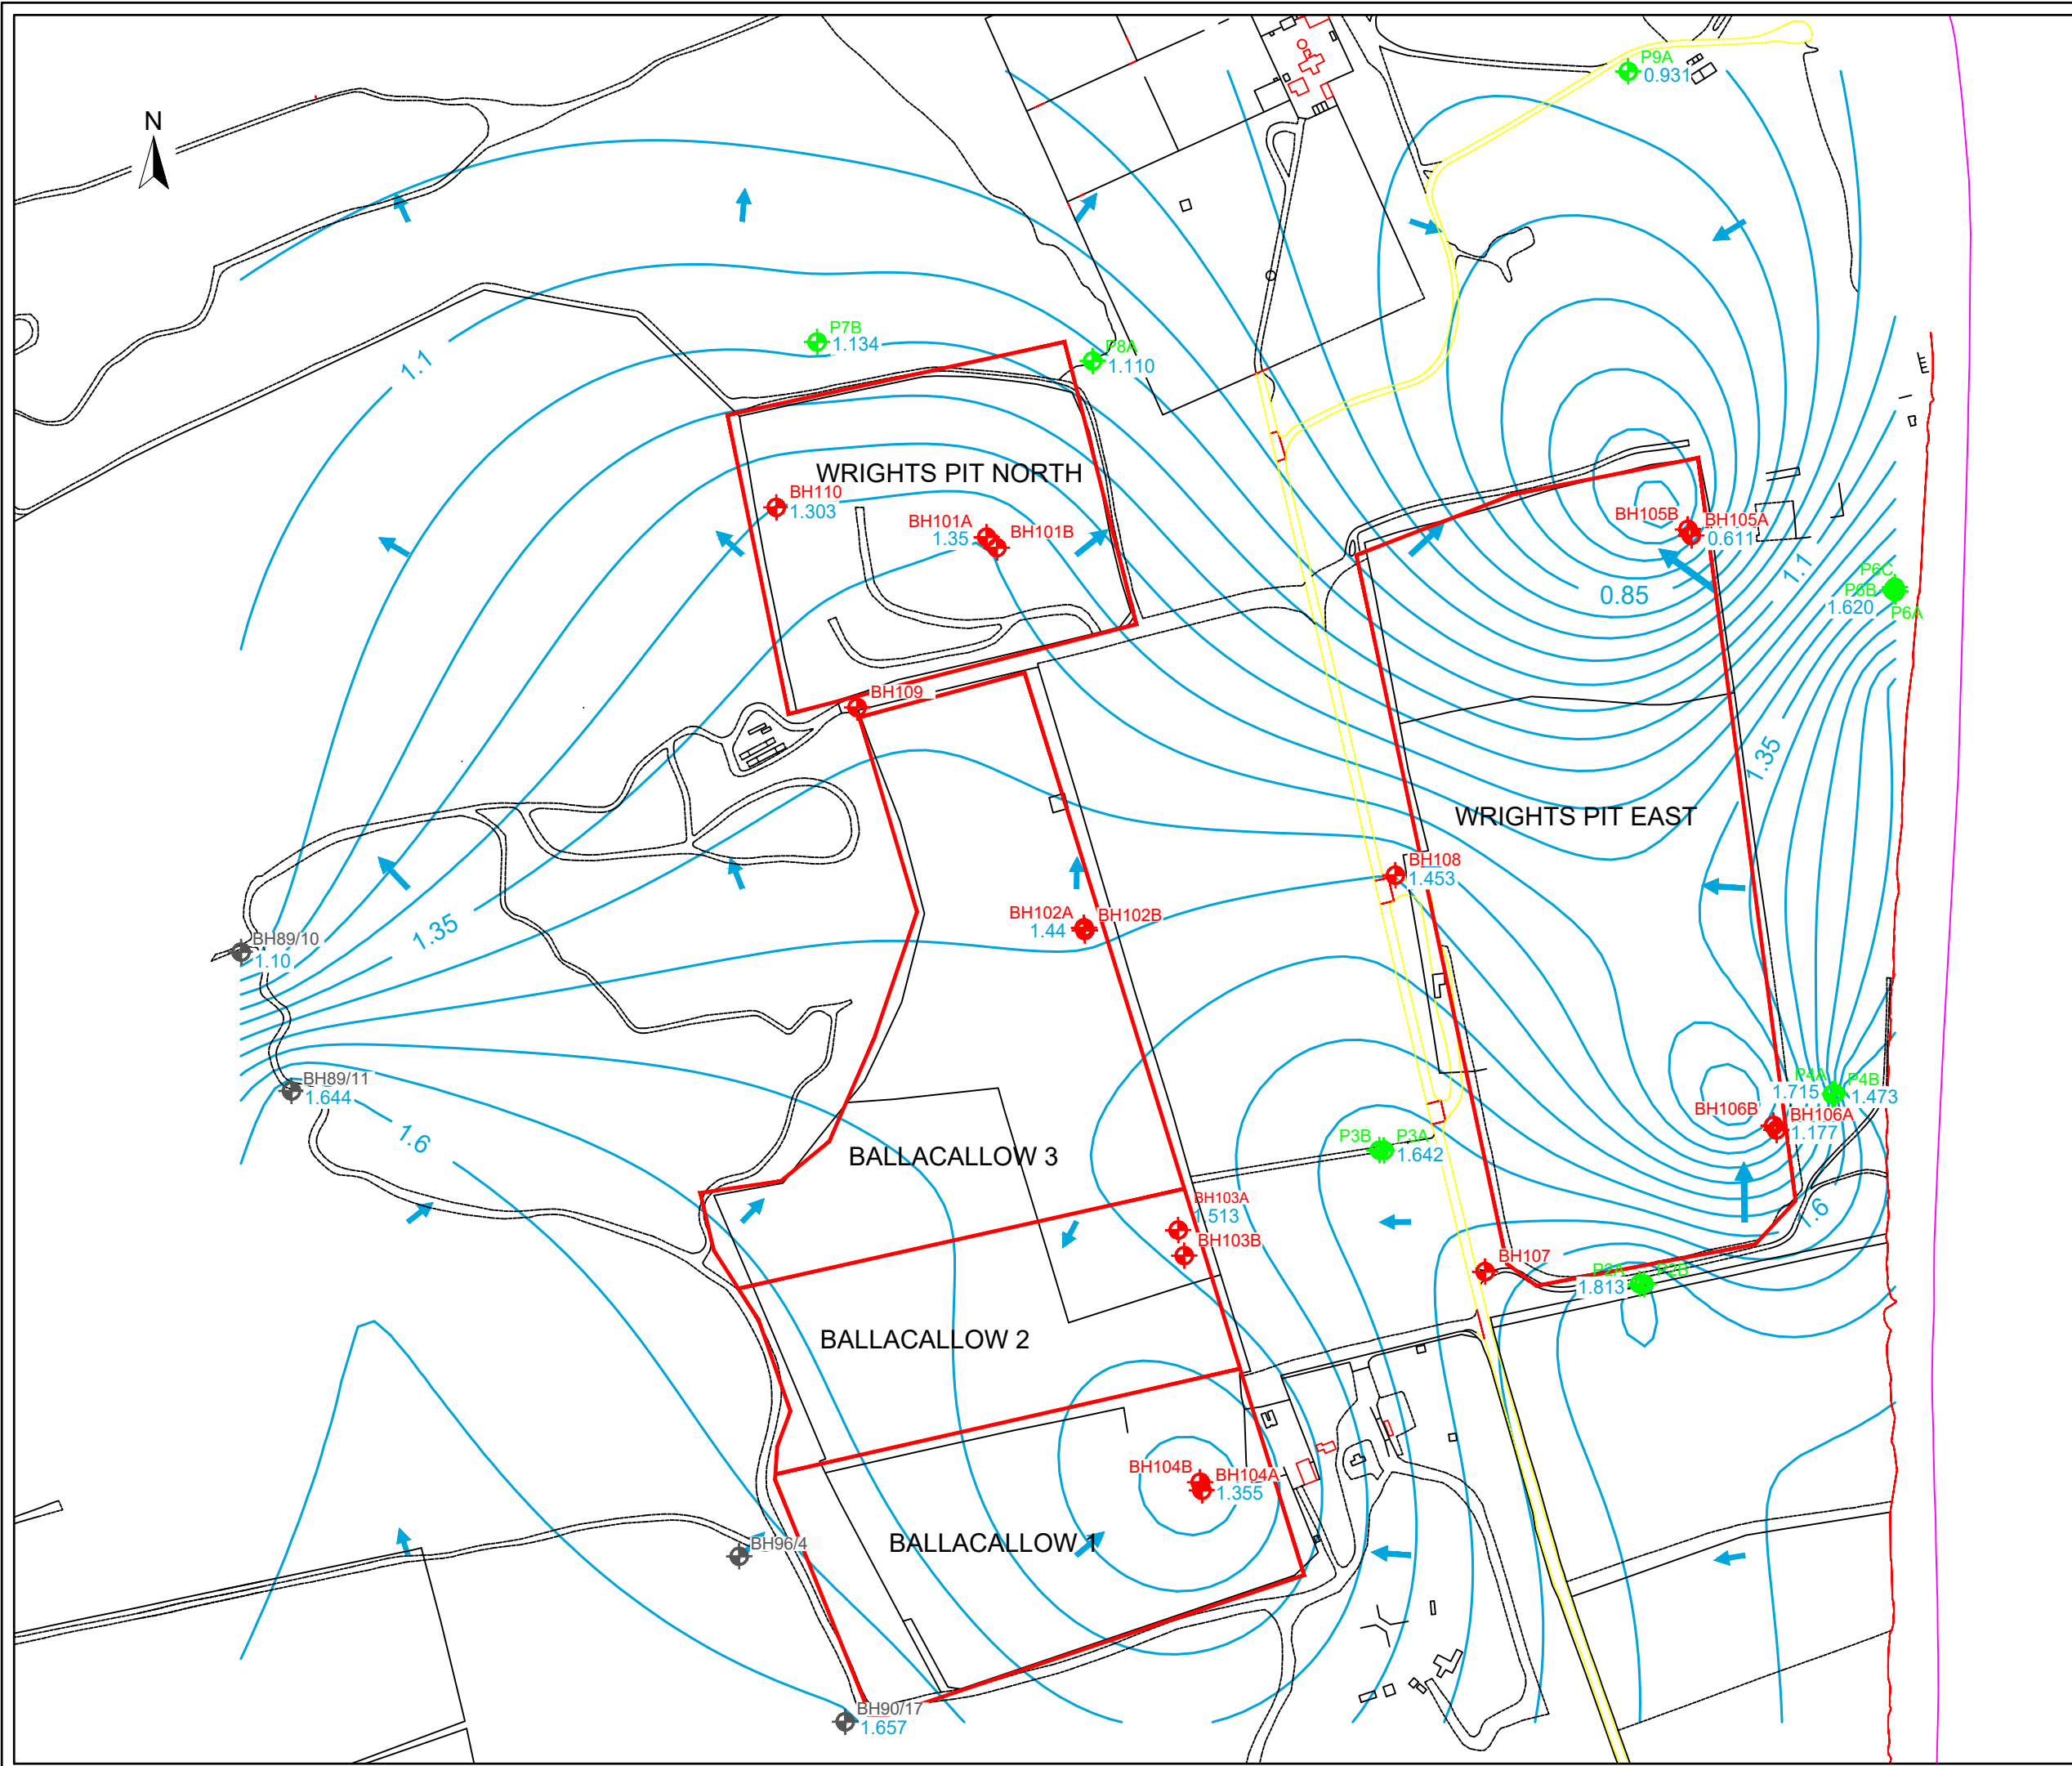 P9A
0.931
N
P7B
1.134
P8A
1.110
1.1
WRIGHTS PIT NORTH
BH110
1.303
BH101A
1.35
BH101B
BH105B
BH105A
0.611
1.1
0.85
P6C
P6B
1.620
P6A
BH109
1.35
WRIGHTS PIT EAST
BH108
1.453
BH102A
1.44
BH102B
1.35
BH89/10
1.10
BH89/11
1.644
1.6
P4A
1.715
P4B
1.473
BH106B
BH106A
1.177
P3B
P3A
1.642
BALLACALLOW 3
BH103A
1.513
BH103B
1.6
BH107
P2A
P2B
1.813
BALLACALLOW 2
BH104B
BH104A
1.355
BALLACALLOW 1
BH96/4
BH90/17
1.657